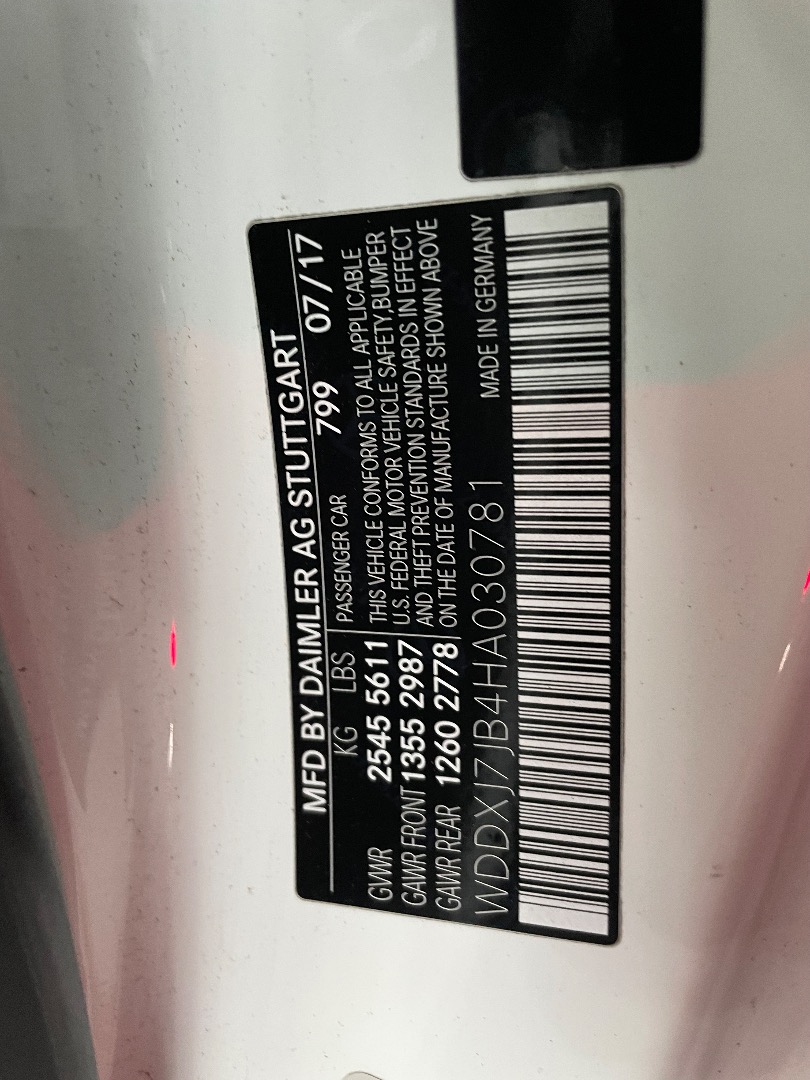 MFD BY DAIMLER AG STUTTGART
799 07/17
KG LBS PASSENGER CAR
GVWR 2545 5611 THIS VEHICLE CONFORMS TO ALL APPLICABLE
GAWR FRONT 1355 2987 U.S. FEDERAL MOTOR VEHICLE SAFETY,BUMPER
GAWR REAR 1260 2778 AND THEFT PREVENTION STANDARDS IN EFFECT
ON THE DATE OF MANUFACTURE SHOWN ABOVE
WDDXJ7JB4HA030781 MADE IN GERMANY